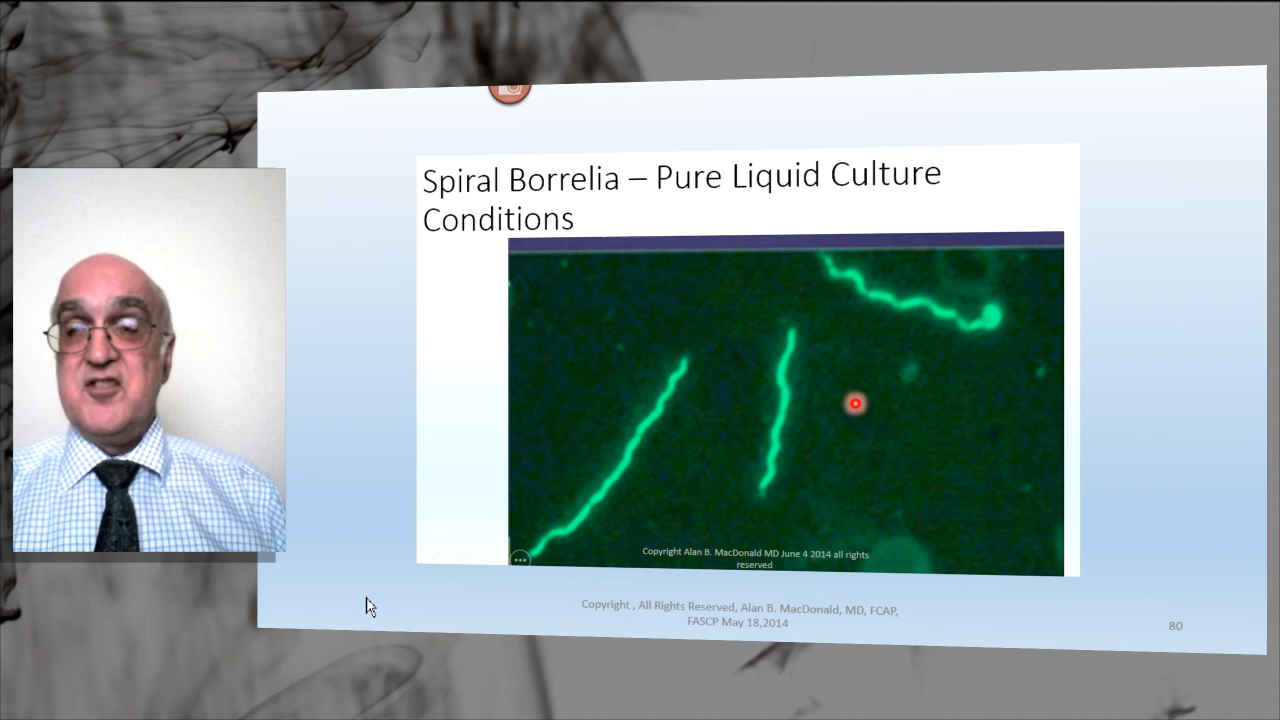 Spiral Borrelia – Pure Liquid Culture
Conditions
Copyright Alan B. MacDonald MD June 4 2014 all rights
reserved
Copyright , All Rights Reserved, Alan B. MacDonald, MD, FCAP,
FASCP May 18,2014
80